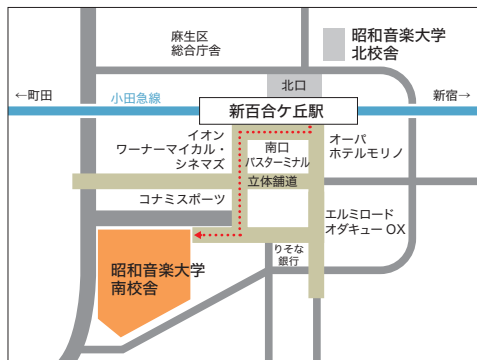 麻生区
総合庁舎
昭和音楽大学
北校舎
北口
←町田
小田急線
新宿→
新百合ケ丘駅
イオン
ワーナーマイカル・
シネマズ
南口
バスターミナル
オーパ
ホテルモリノ
立体舗道
コナミスポーツ
エルミロード
オダキュー OX
りそな
銀行
昭和音楽大学
南校舎